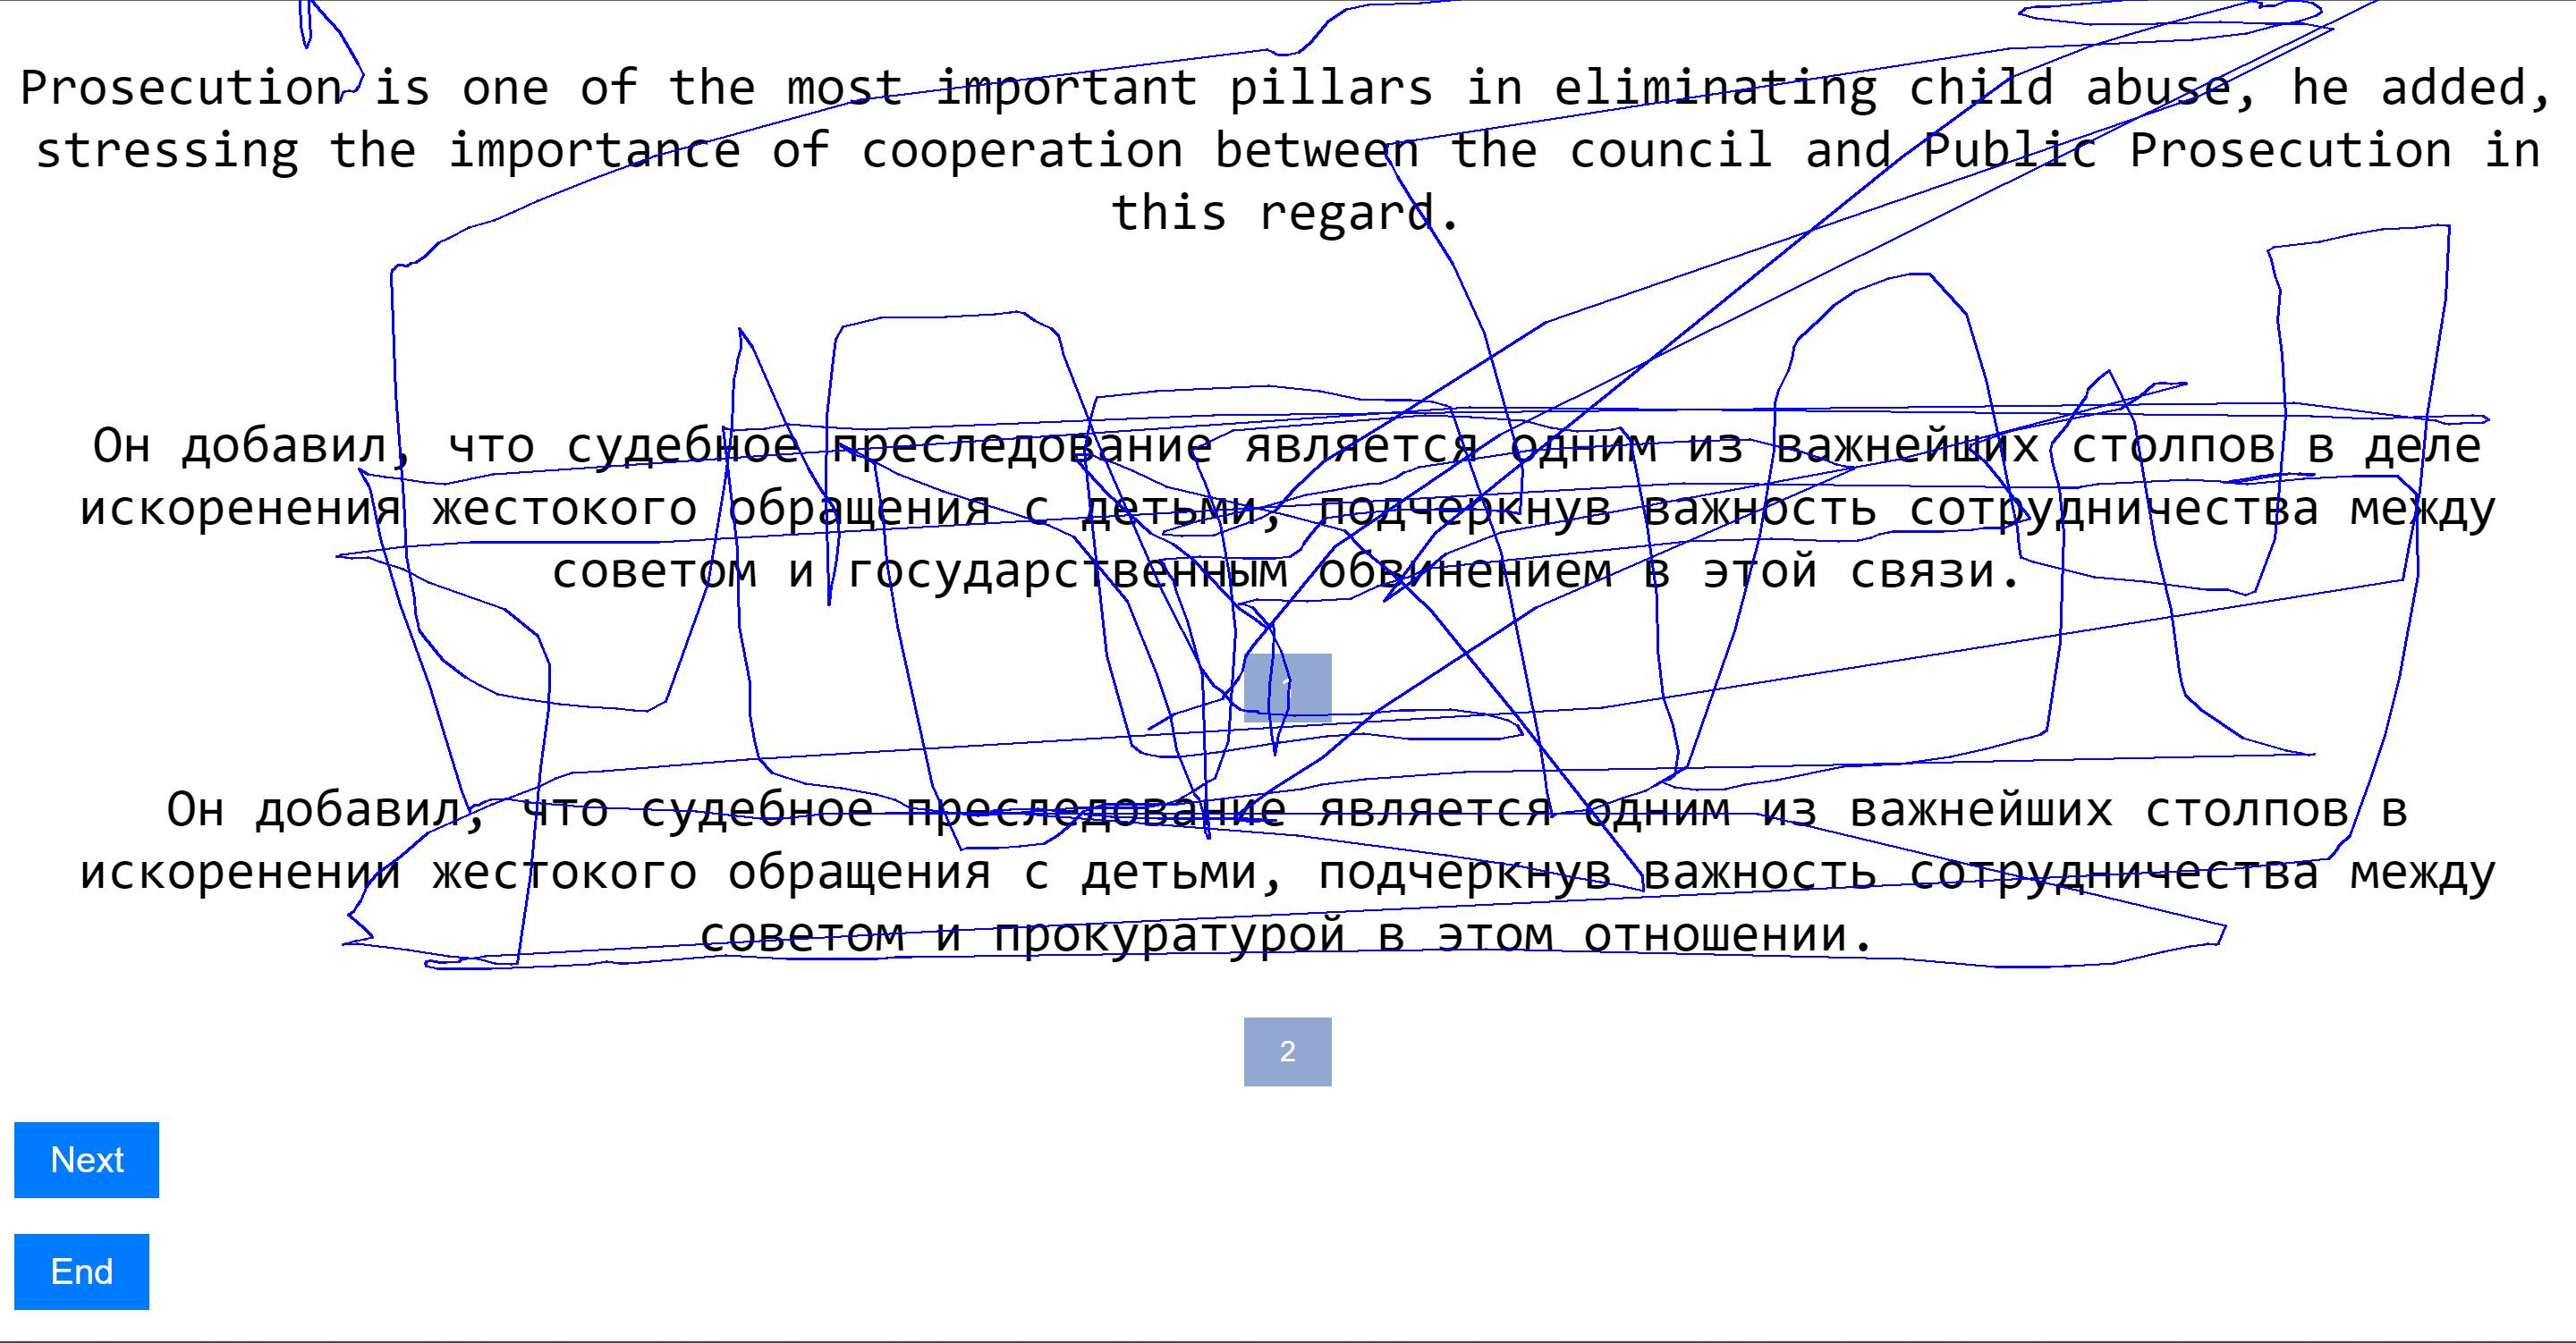 Prosecution is one of the most important pillars in eliminating child abuse, he added,
stressing the importance of cooperation between the council and Public Prosecution in
this regard.
Он добавил, что судебное преследование является одним из важнейших столпов в деле
искоренения жестокого обращения с детьми, подчеркнув важность сотрудничества между
советом и государственным обвинением в этой связи.
1
Он добавил, что судебное преследование является одним из важнейших столпов в
искоренении жестокого обращения с детьми, подчеркнув важность сотрудничества между
советом и прокуратурой в этом отношении.
2
Next
End